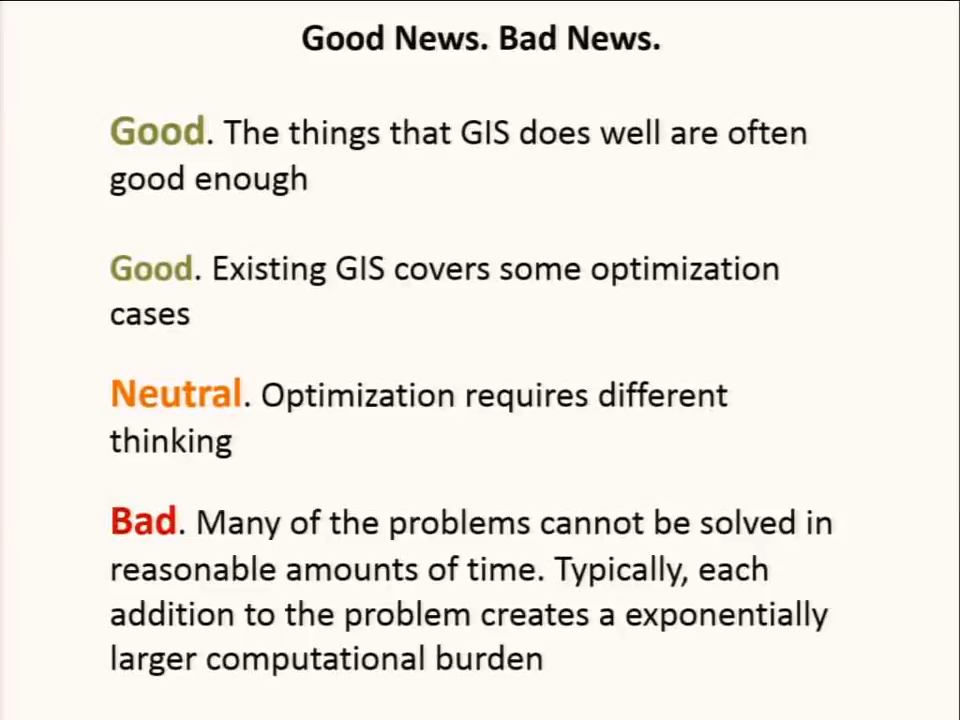 Good News. Bad News.
Good. The things that GIS does well are often
good enough
Good. Existing GIS covers some optimization
cases
Neutral. Optimization requires different
thinking
Bad. Many of the problems cannot be solved in
reasonable amounts of time. Typically, each
addition to the problem creates a exponentially
larger computational burden